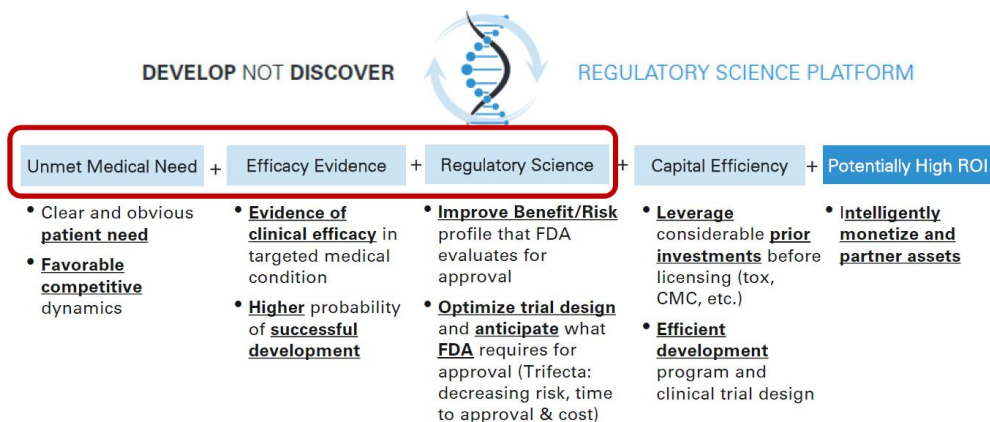 DEVELOP NOT DISCOVER
REGULATORY SCIENCE PLATFORM
Unmet Medical Need + Efficacy Evidence + Regulatory Science + Capital Efficiency + Potentially High ROI
• Clear and obvious
patient need
• Favorable
competitive
dynamics
• Evidence of
clinical efficacy in
targeted medical
condition
• Higher probability
of successful
development
• Improve Benefit/Risk
profile that FDA
evaluates for
approval
• Optimize trial design
and anticipate what
FDA requires for
approval (Trifecta:
decreasing risk, time
to approval & cost)
• Leverage
considerable prior
investments before
licensing (tox,
CMC, etc.)
• Efficient
development
program and
clinical trial design
• Intelligently
monetize and
partner assets